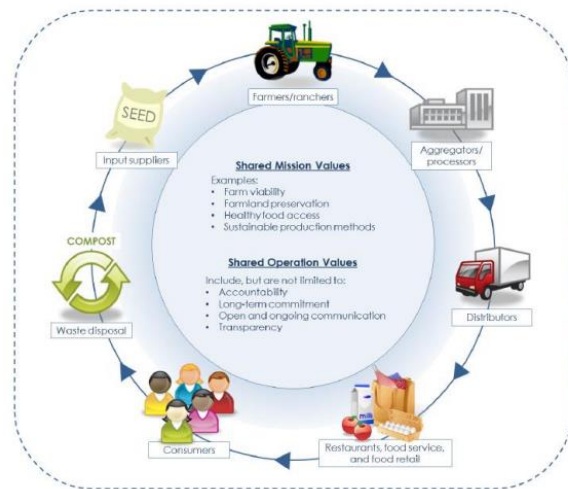 Farmers/ranchers
SEED
Input suppliers
Aggregators/
processors
Shared Mission Values
Examples:
• Farm viability
• Farmland preservation
• Healthy food access
• Sustainable production methods
Shared Operation Values
Include, but are not limited to:
• Accountability
• Long-term commitment
• Open and ongoing communication
• Transparency
COMPOST
Waste disposal
Distributors
Consumers
milk
Restaurants, food service,
and food retail